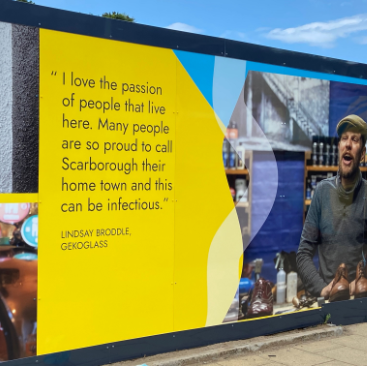 “ I love the passion
of people that live
here. Many people
are so proud to call
Scarborough their
home town and this
can be infectious.”
LINDSAY BRODDLE,
GEKOGLASS